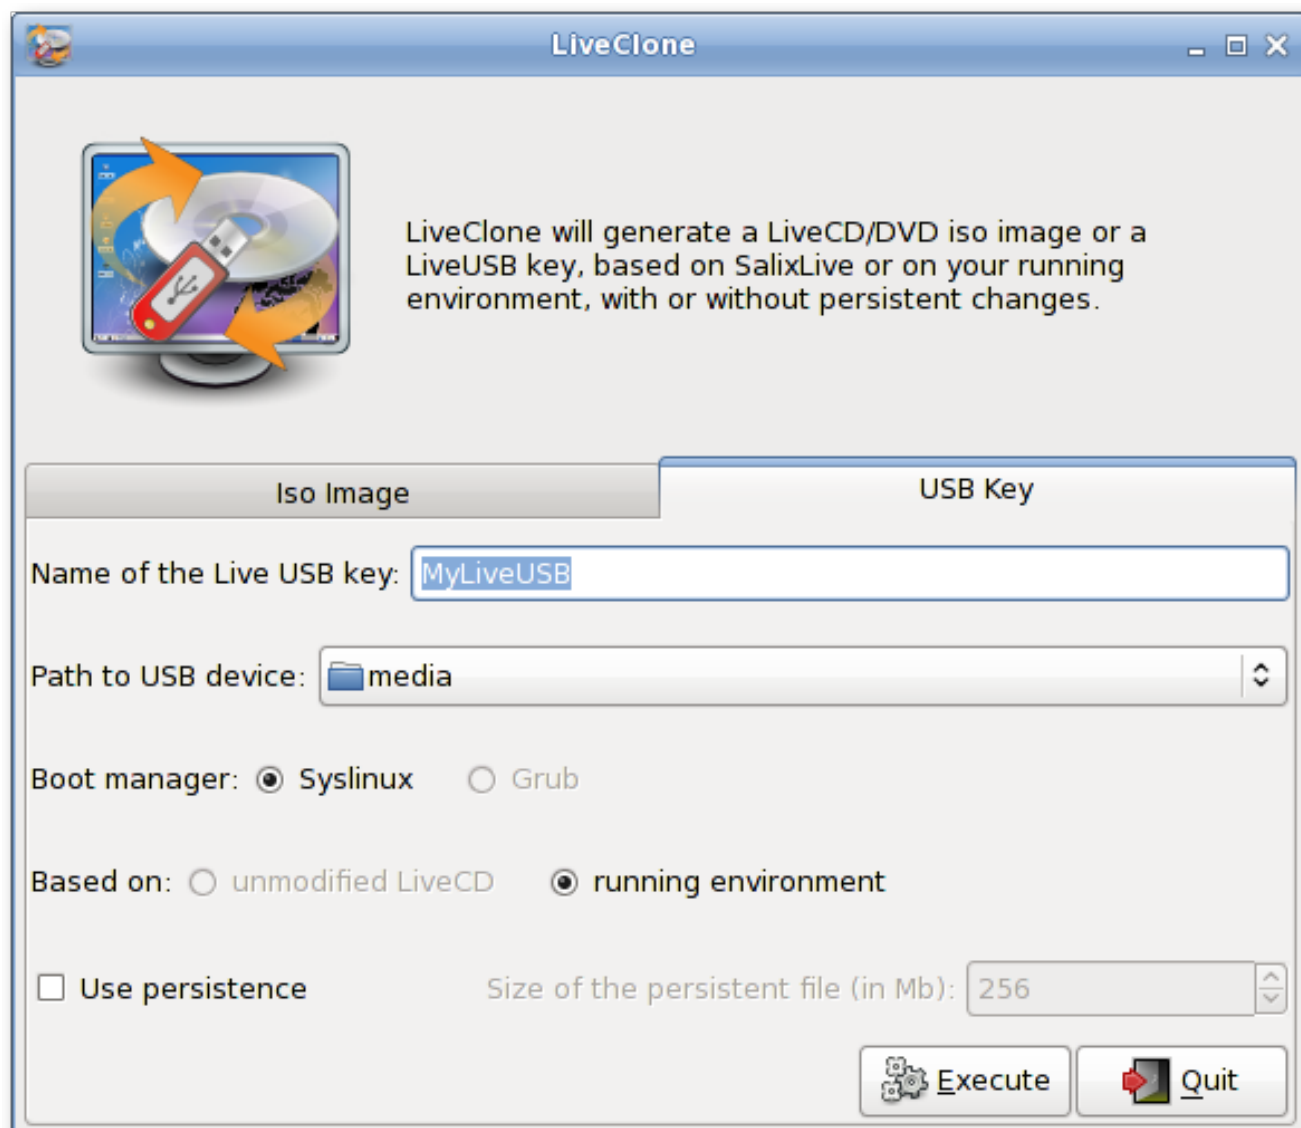 LiveClone
LiveClone will generate a LiveCD/DVD iso image or a
LiveUSB key, based on SalixLive or on your running
environment, with or without persistent changes.
Iso Image USB Key
Name of the Live USB key: MyLiveUSB
Path to USB device: media
Boot manager: Syslinux Grub
Based on: unmodified LiveCD running environment
Use persistence Size of the persistent file (in Mb): 256
Execute Quit